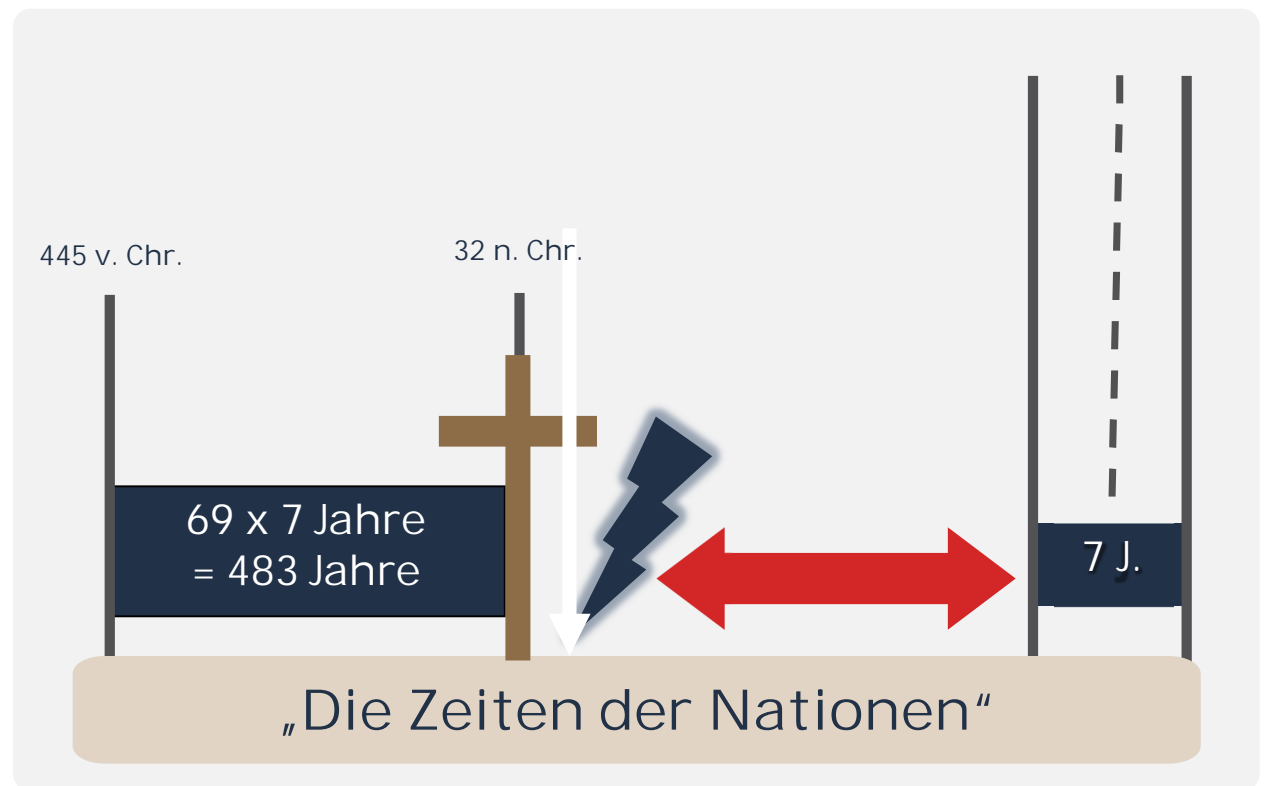 445 v. Chr.
32 n. Chr.
69 x 7 Jahre
= 483 Jahre
7 J.
„Die Zeiten der Nationen“